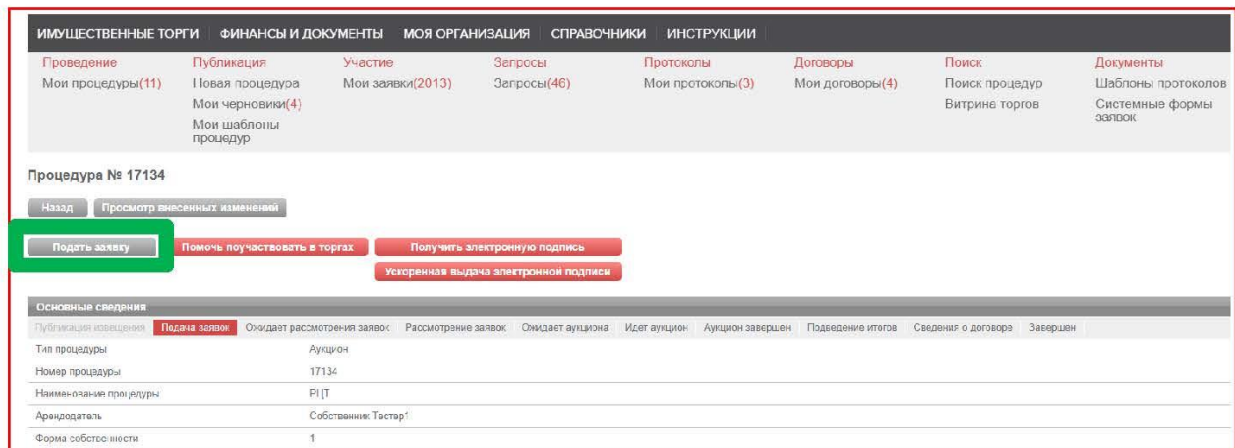 ИМУЩЕСТВЕННЫЕ ТОРГИ ФИНАНСЫ И ДОКУМЕНТЫ МОЯ ОРГАНИЗАЦИЯ СПРАВОЧНИКИ ИНСТРУКЦИИ
Проведение Публикация Участие Запросы Протоколы Договоры Поиск Документы
Мои процедуры(11) Новая процедура Мои заявки(2013) Запросы(46) Мои протоколы(3) Мои договоры(4) Поиск процедур Шаблоны протоколов
Мои черновики(4) Витрина торгов Системные формы
Мои шаблоны заявок
процедур
Процедура № 17134
Назад Просмотр внесенных изменений
Подать заявку Помочь поучаствовать в торгах Получить электронную подпись
Ускоренная выдача электронной подписи
Основные сведения
Публикация извещения Подача заявок Ожидает рассмотрения заявок Рассмотрение заявок Ожидает аукциона Идет аукцион Аукцион завершен Подведение итогов Сведения о договоре Завершен
Тип процедуры Аукцион
Номер процедуры 17134
Наименование процедуры
Арендодатель Собственник Тастер1
Форма собственности 1